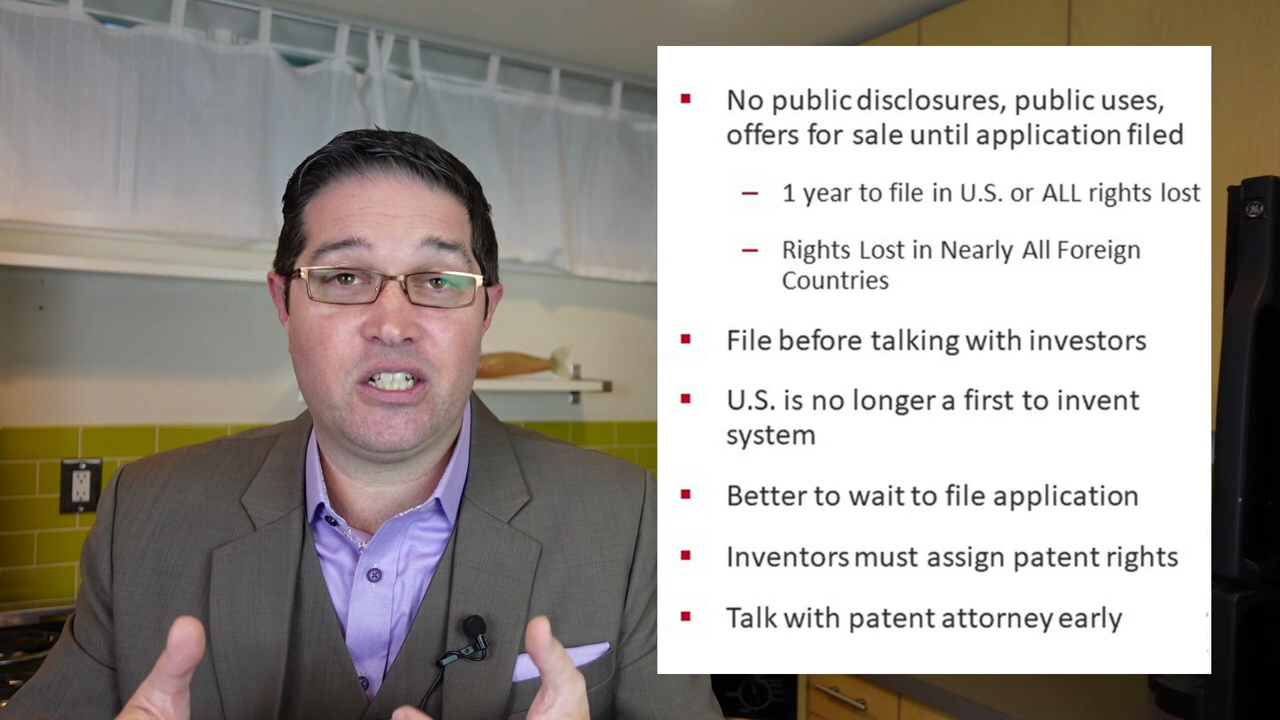 No public disclosures, public uses,
offers for sale until application filed
1 year to file in U.S. or ALL rights lost
Rights Lost in Nearly All Foreign
Countries
File before talking with investors
U.S. is no longer a first to invent
system
Better to wait to file application
Inventors must assign patent rights
Talk with patent attorney early